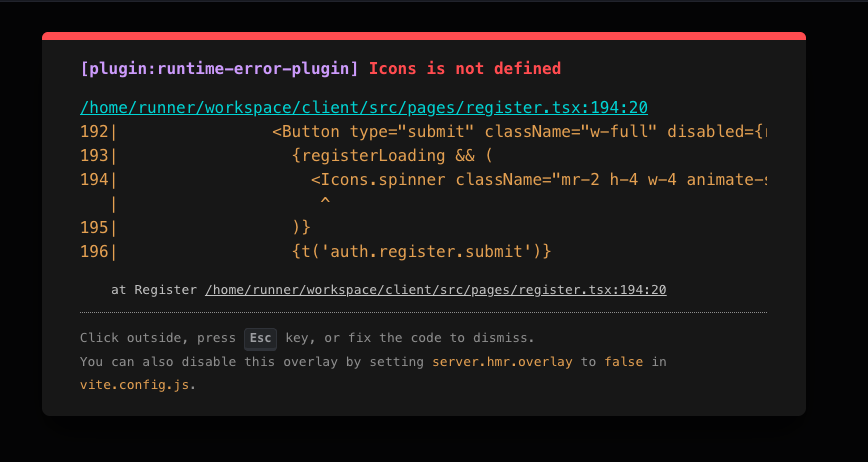 [plugin:runtime-error-plugin] Icons is not defined
/home/runner/workspace/client/src/pages/register.tsx:194:20
192|                <Button type="submit" className="w-full" disabled={
193|                  {registerLoading && (
194|                    <Icons.spinner className="mr-2 h-4 w-4 animate-
   |                     ^
195|                  )}
196|                  {t('auth.register.submit')}
at Register /home/runner/workspace/client/src/pages/register.tsx:194:20
Click outside, press Esc key, or fix the code to dismiss.
You can also disable this overlay by setting server.hmr.overlay to false in
vite.config.js.